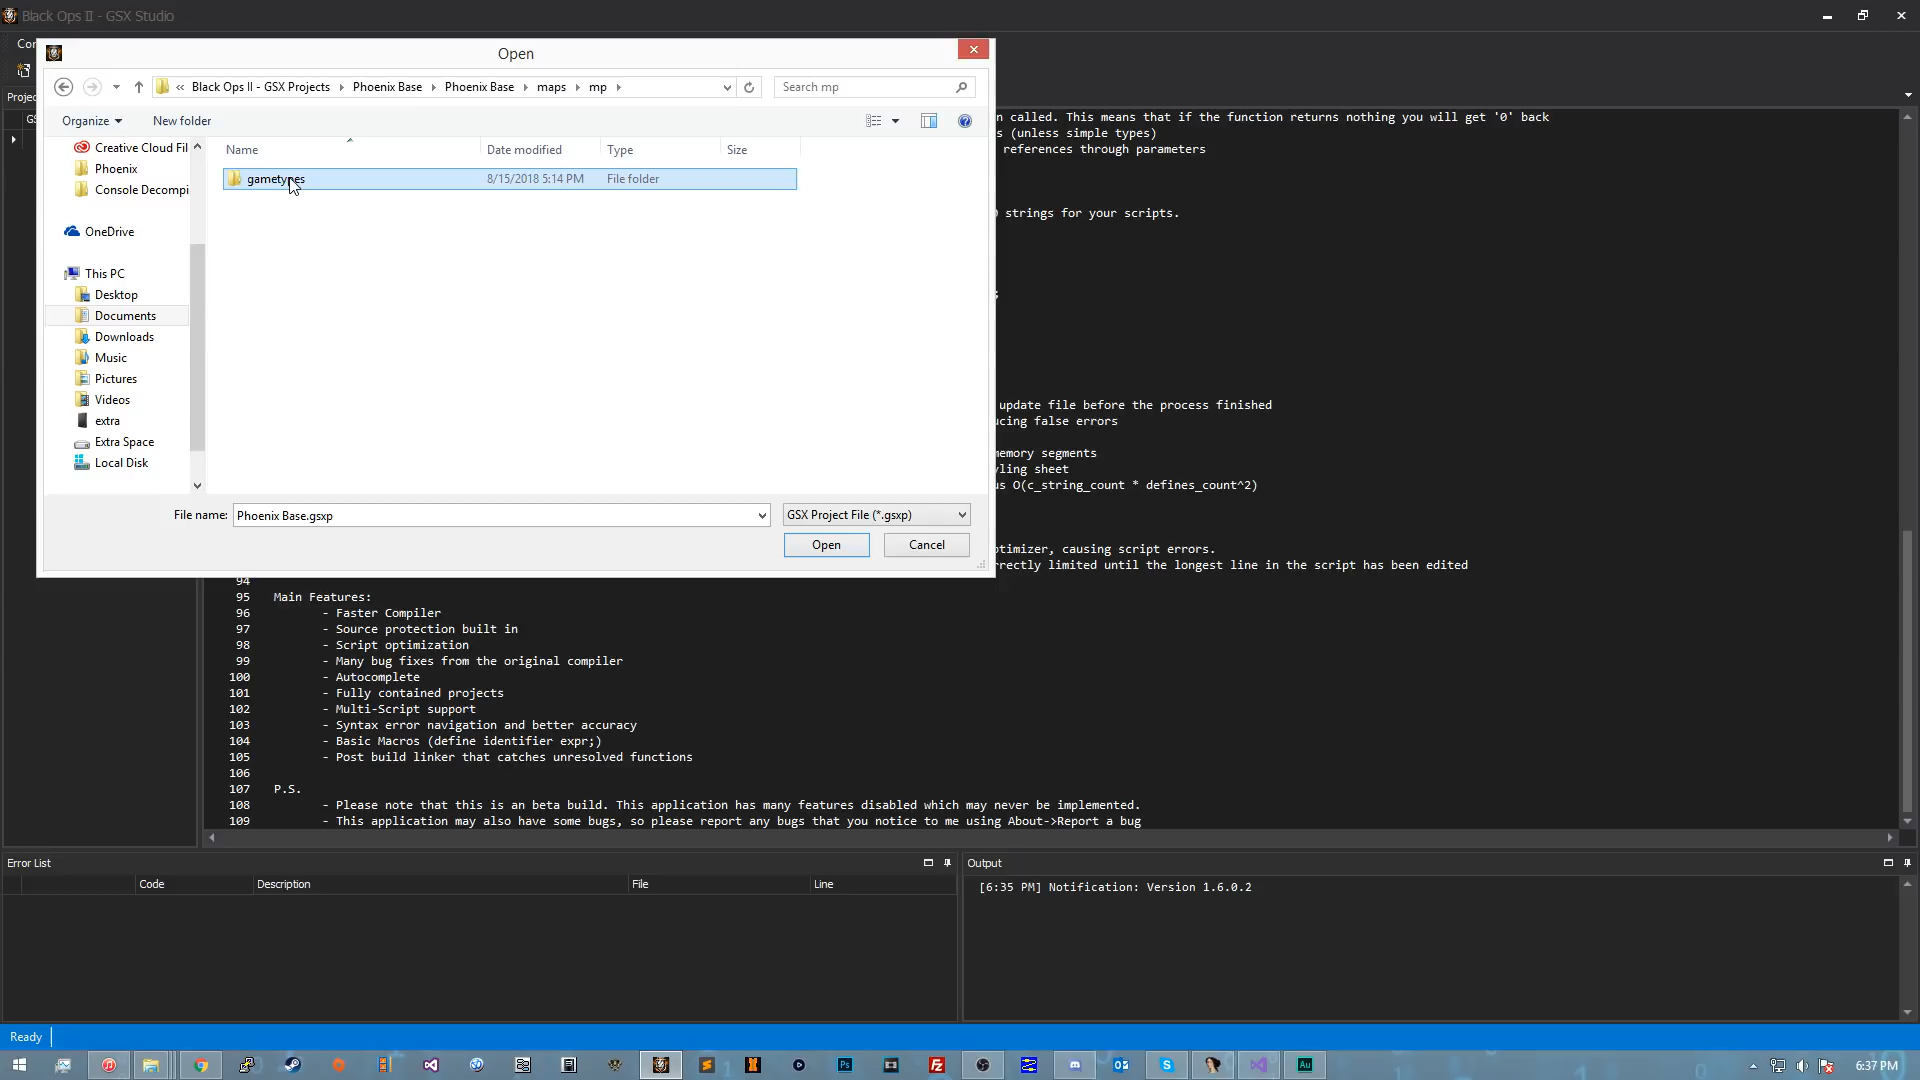 Black Ops II - GSX Studio
Open
« Black Ops II - GSX Projects › Phoenix Base › Phoenix Base › maps › mp ›
Search mp
Organize
New folder
Creative Cloud Fil
Phoenix
Console Decompi
OneDrive
This PC
Desktop
Documents
Downloads
Music
Pictures
Videos
extra
Extra Space
Local Disk
Name Date modified Type Size
gametypes 8/15/2018 5:14 PM File folder
File name: Phoenix Base.gsxp
GSX Project File (*.gsxp)
Open Cancel
n called. This means that if the function returns nothing you will get '0' back
s (unless simple types)
references through parameters
strings for your scripts.
update file before the process finished
ucing false errors
memory segments
yling sheet
us O(c_string_count * defines_count^2)
ptimizer, causing script errors.
rrectly limited until the longest line in the script has been edited
94
95 Main Features:
96 - Faster Compiler
97 - Source protection built in
98 - Script optimization
99 - Many bug fixes from the original compiler
100 - Autocomplete
101 - Fully contained projects
102 - Multi-Script support
103 - Syntax error navigation and better accuracy
104 - Basic Macros (define identifier expr;)
105 - Post build linker that catches unresolved functions
106
107 P.S.
108 - Please note that this is an beta build. This application has many features disabled which may never be implemented.
109 - This application may also have some bugs, so please report any bugs that you notice to me using About->Report a bug
Error List
Code Description File Line
Output
[6:35 PM] Notification: Version 1.6.0.2
Ready
6:37 PM